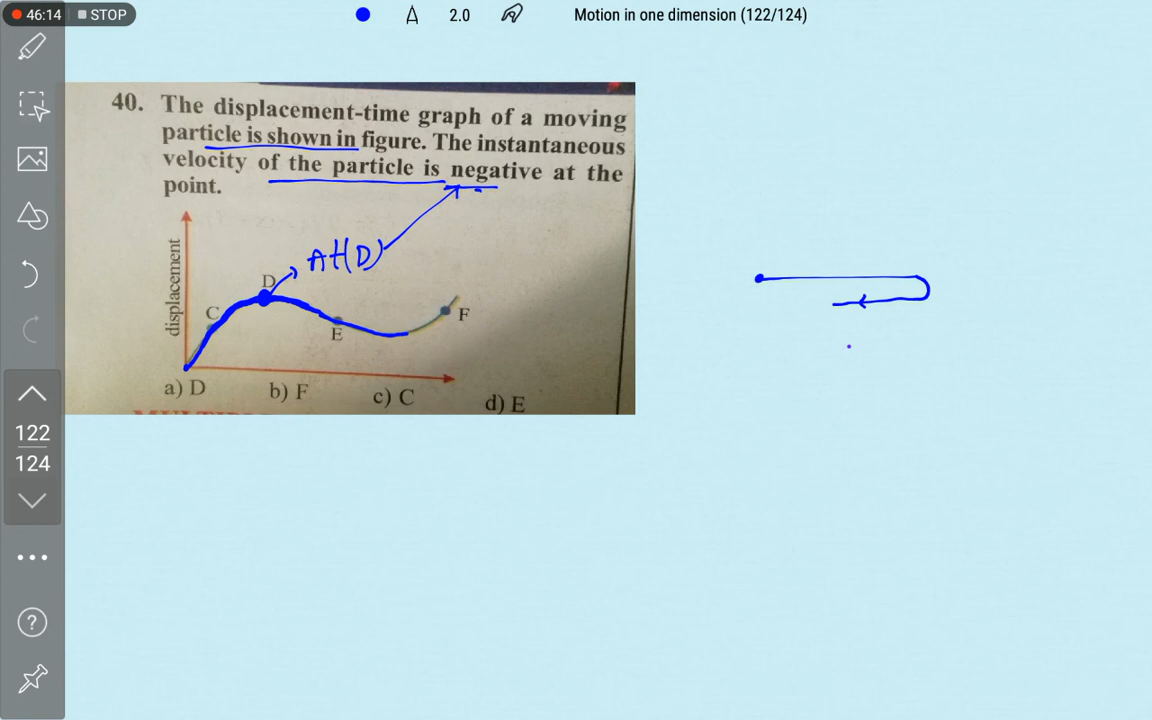 46:14 STOP
2.0
Motion in one dimension (122/124)
40. The displacement-time graph of a moving
particle is shown in figure. The instantaneous
velocity of the particle is negative at the
point.
displacement
At(D)
D
C
E
F
a) D b) F c) C d) E
122
124
?